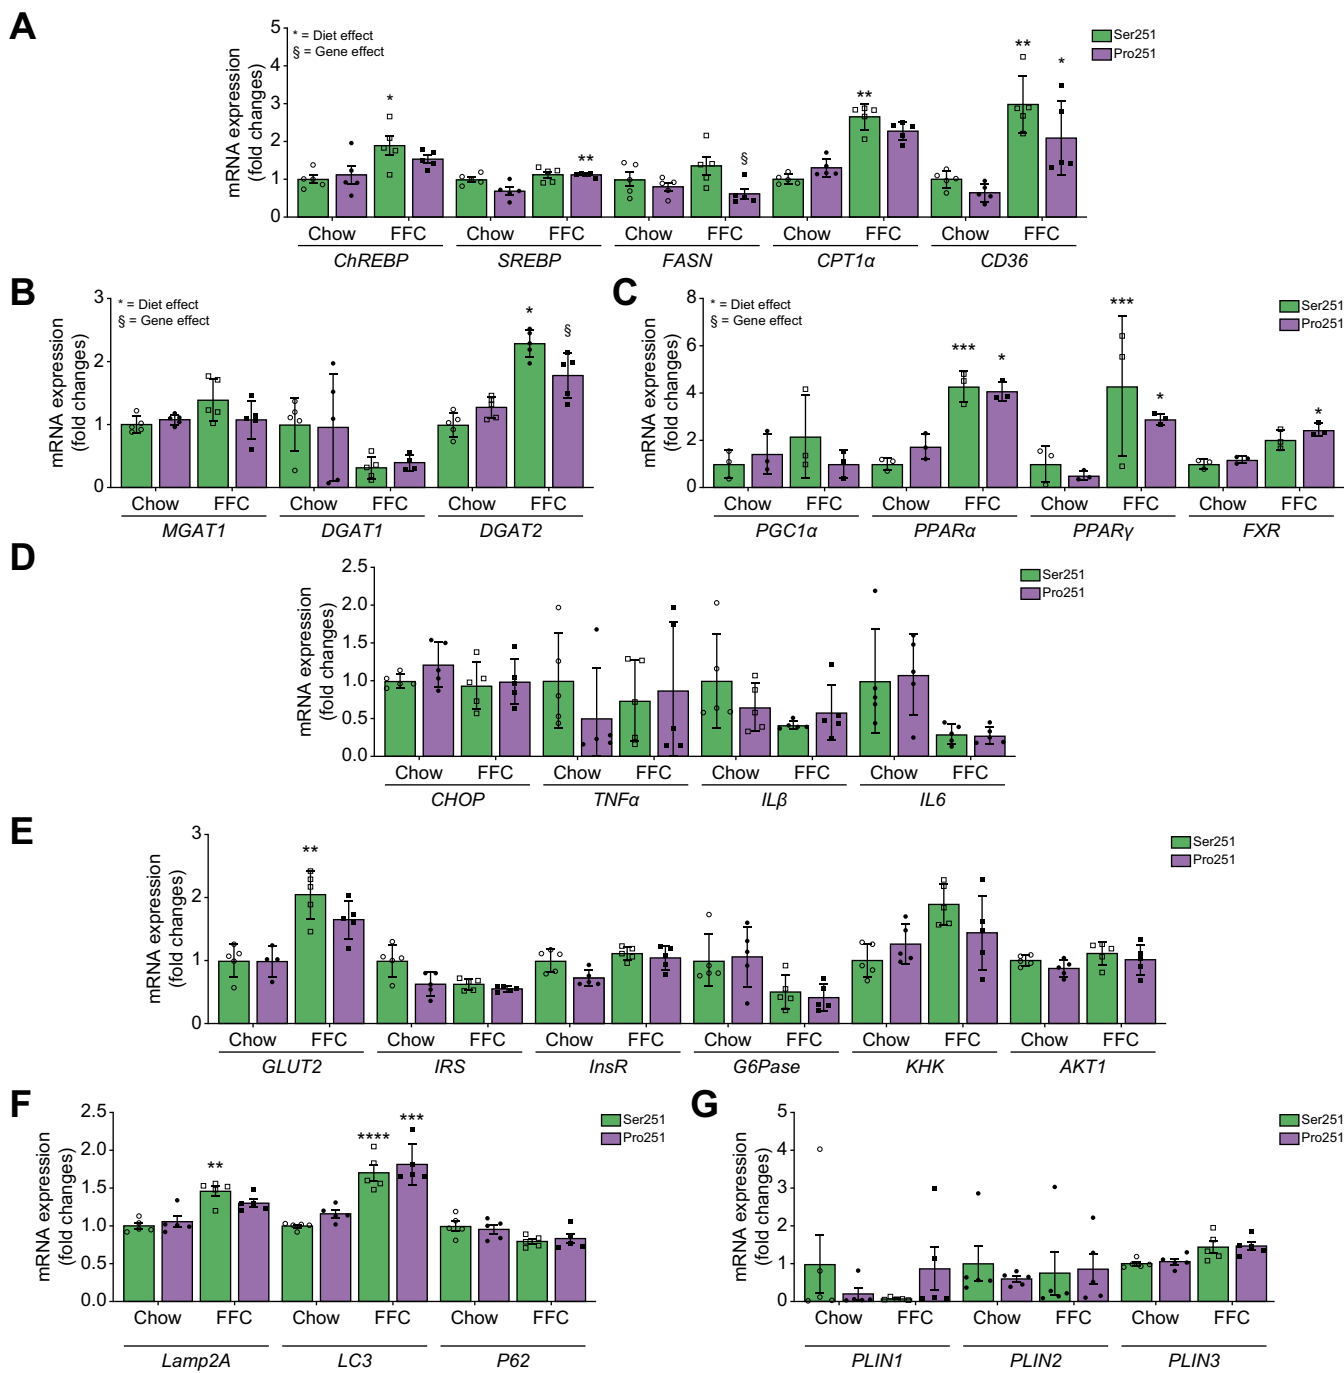 A
mRNA expression
(fold changes)
5
4
3
2
1
0
* = Diet effect
§ = Gene effect
*
**
§
**
**
*
Ser251
Pro251
Chow FFC Chow FFC Chow FFC Chow FFC Chow FFC
ChREBP SREBP FASN CPT1α CD36
B
mRNA expression
(fold changes)
3
2
1
0
* = Diet effect
§ = Gene effect
*
§
Chow FFC Chow FFC Chow FFC
MGAT1 DGAT1 DGAT2
C
mRNA expression
(fold changes)
8
6
4
2
0
* = Diet effect
§ = Gene effect
***
*
***
*
*
Ser251
Pro251
Chow FFC Chow FFC Chow FFC Chow FFC
PGC1α PPARα PPARγ FXR
D
mRNA expression
(fold changes)
2.5
2.0
1.5
1.0
0.5
0.0
Ser251
Pro251
Chow FFC Chow FFC Chow FFC Chow FFC
CHOP TNFα ILβ IL6
E
mRNA expression
(fold changes)
3
2
1
0
**
Ser251
Pro251
Chow FFC Chow FFC Chow FFC Chow FFC Chow FFC Chow FFC
GLUT2 IRS InsR G6Pase KHK AKT1
F
mRNA expression
(fold changes)
2.5
2.0
1.5
1.0
0.5
0.0
**
****
***
Ser251
Pro251
Chow FFC Chow FFC Chow FFC
Lamp2A LC3 P62
G
mRNA expression
(fold changes)
5
4
3
2
1
0
Ser251
Pro251
Chow FFC Chow FFC Chow FFC
PLIN1 PLIN2 PLIN3